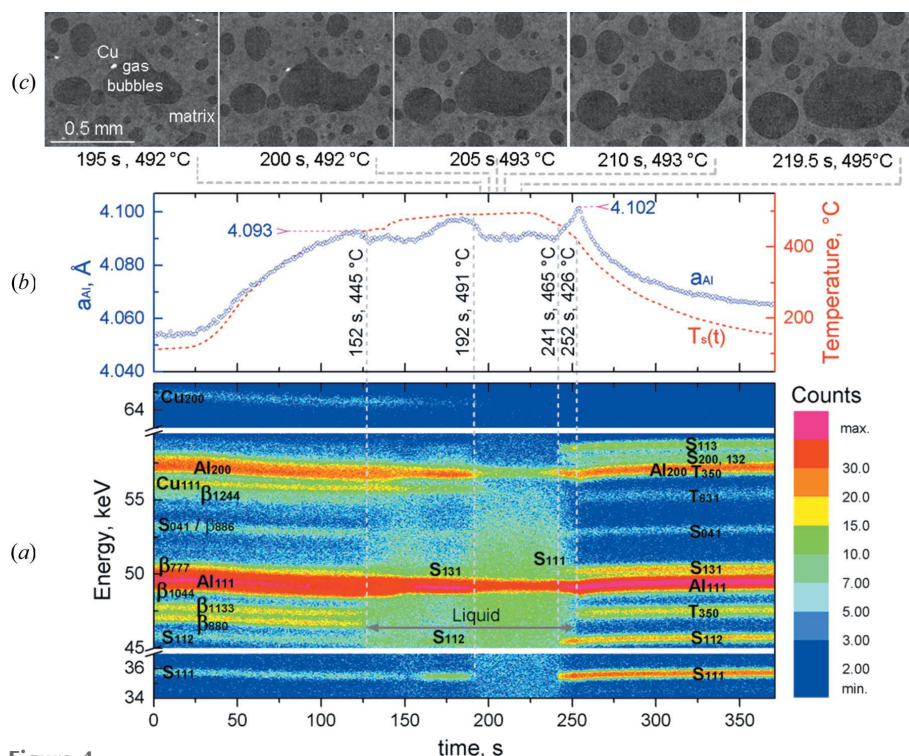 (c)
Cu
gas
bubbles
matrix
0.5 mm
195 s, 492 °C
200 s, 492 °C
205 s 493 °C
210 s, 493 °C
219.5 s, 495°C
(b)
a_Al, Å
4.100
4.080
4.060
4.040
4.093
4.102
152 s, 445 °C
192 s, 491 °C
241 s, 465 °C
252 s, 426 °C
a_Al
T_s(t)
400
200
Temperature, °C
(a)
Energy, keV
64
55
50
45
36
34
Cu200
Al200
Cu111
β1244
S041 / β886
β777
Al111
β1044
β1133
β880
S112
S111
S131
S111
Liquid
S112
S113
S200, 132
Al200 T350
T631
S041
S131
Al111
T350
S112
S111
Counts
max.
30.0
20.0
15.0
10.0
7.00
5.00
3.00
2.00
min.
0 50 100 150 200 250 300 350
time, s
Figure 4